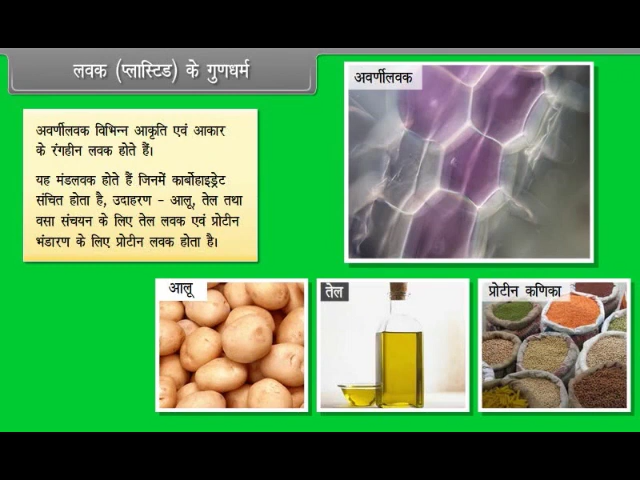 लवक (प्लास्टिड) के गुणधर्म
अवर्णीलवक
अवर्णीलवक विभिन्न आकृति एवं आकार
के रंगहीन लवक होते हैं।
यह मंडलवक होते हैं जिनमें कार्बोहाइड्रेट
संचित होता है, उदाहरण - आलू, तेल तथा
वसा संचयन के लिए तेल लवक एवं प्रोटीन
भंडारण के लिए प्रोटीन लवक होता है।
आलू
तेल
प्रोटीन कणिका